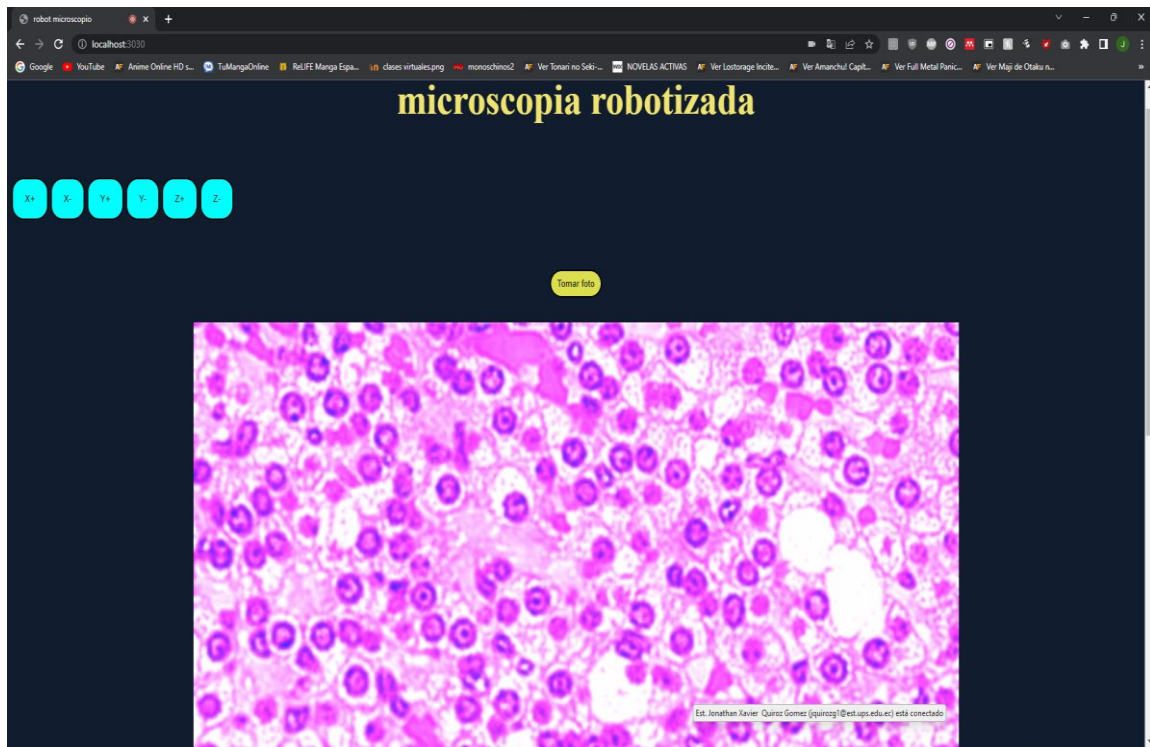 robot microscopio
localhost:3030
Google YouTube Anime Online HD s... TuMangaOnline ReLIFE Manga Espa... clases virtuales.png monoschinos2 Ver Tonari no Seki-... NOVELAS ACTIVAS Ver Lostorage Incite... Ver Amanchu! Capít... Ver Full Metal Panic... Ver Maji de Otaku n... »
microscopia robotizada
X+ X- Y+ Y- Z+ Z-
Tomar foto
Est. Jonathan Xavier Quiroz Gomez (jquirozg1@est.ups.edu.ec) está conectado